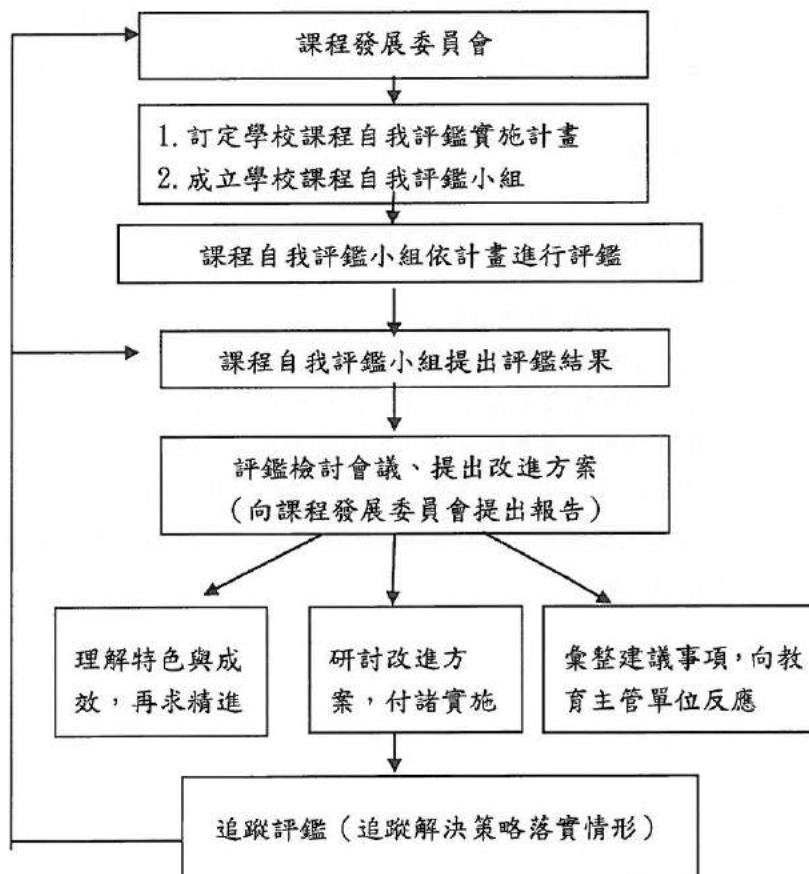 課程發展委員會
1.訂定學校課程自我評鑑實施計畫
2.成立學校課程自我評鑑小組
課程自我評鑑小組依計畫進行評鑑
課程自我評鑑小組提出評鑑結果
評鑑檢討會議、提出改進方案
（向課程發展委員會提出報告）
理解特色與成
效，再求精進
研討改進方
案，付諸實施
彙整建議事項，向教
育主管單位反應
追蹤評鑑（追蹤解決策略落實情形）